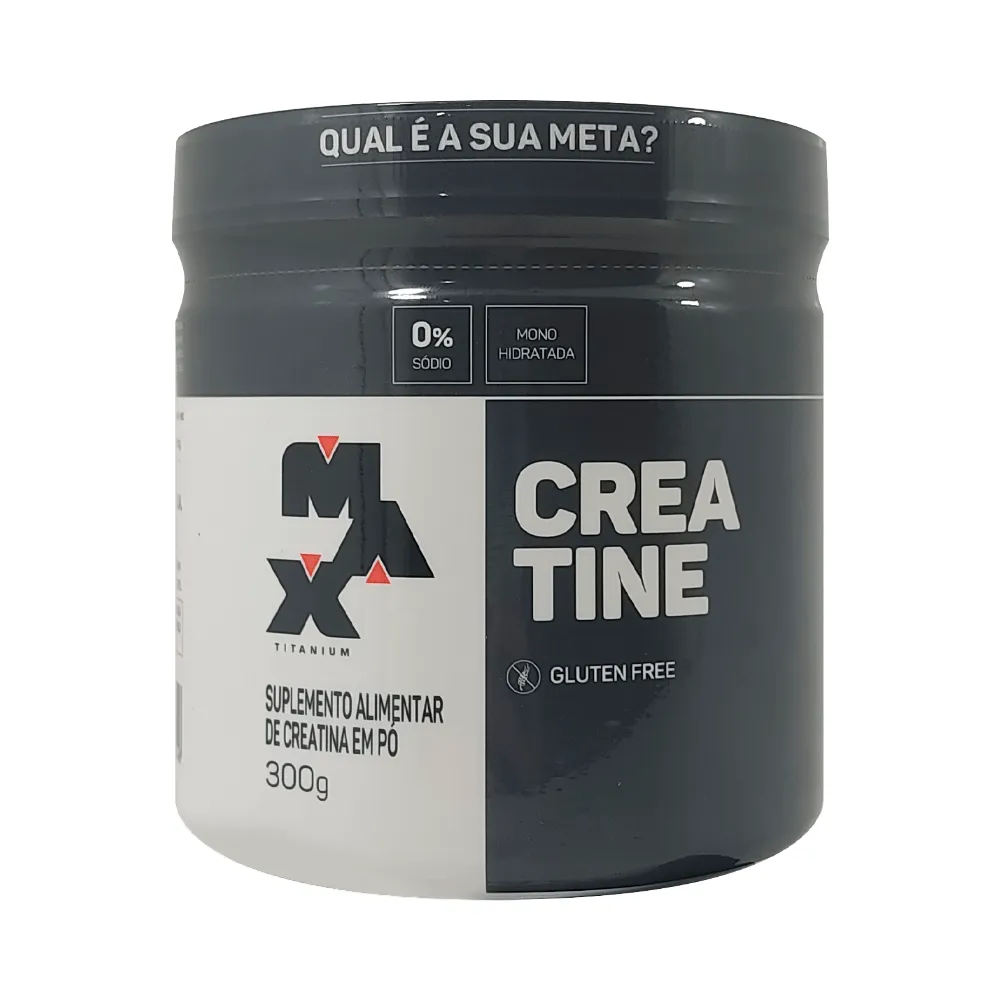 QUAL É A SUA META?
0%
SÓDIO
MONO
HIDRATADA
MAX
TITANIUM
SUPLEMENTO ALIMENTAR
DE CREATINA EM PÓ
300g
CREA
TINE
GLUTEN FREE